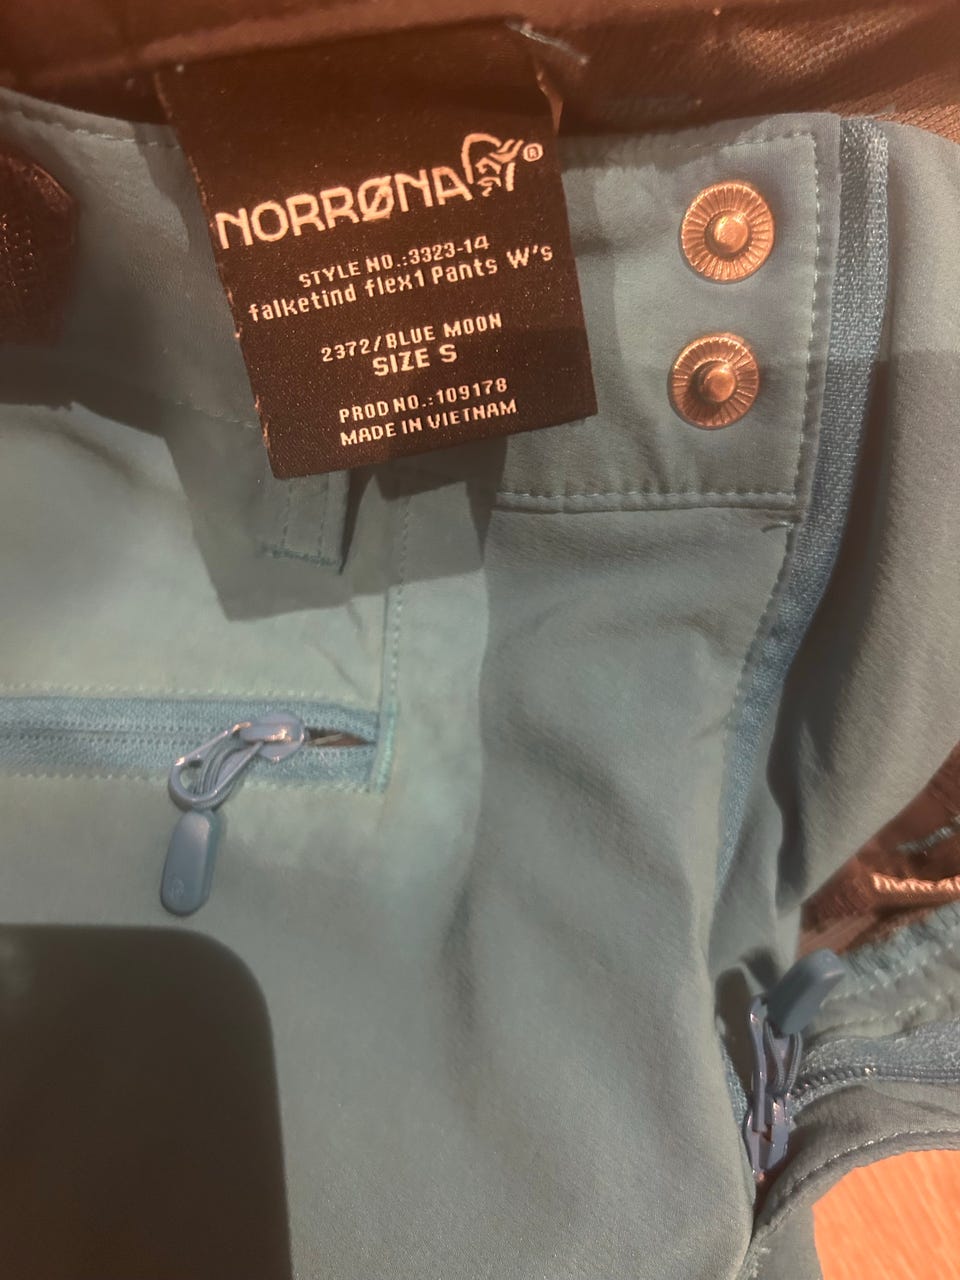 NORRØNA®
STYLE NO.:3323-14
falketind flex1 Pants W's
2372/BLUE MOON
SIZE S
PROD NO.:109178
MADE IN VIETNAM